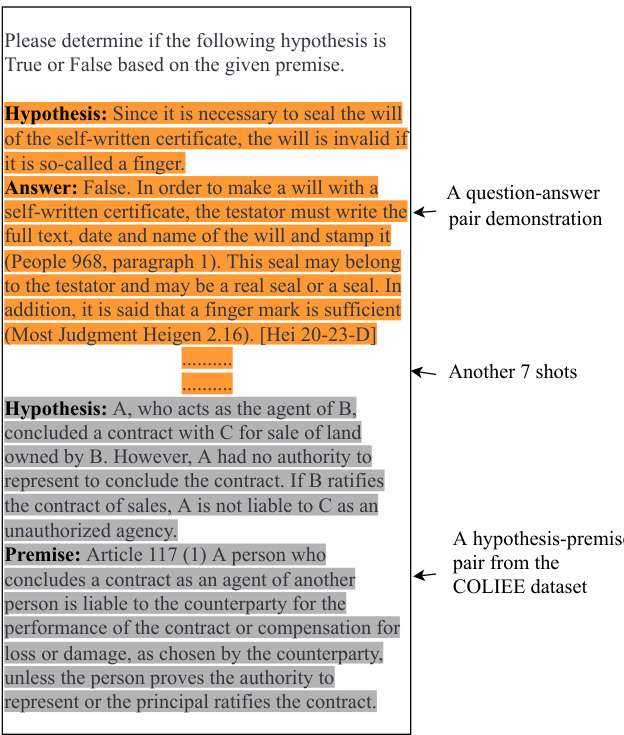 Please determine if the following hypothesis is
True or False based on the given premise.
Hypothesis: Since it is necessary to seal the will
of the self-written certificate, the will is invalid if
it is so-called a finger.
Answer: False. In order to make a will with a
self-written certificate, the testator must write the
full text, date and name of the will and stamp it
(People 968, paragraph 1). This seal may belong
to the testator and may be a real seal or a seal. In
addition, it is said that a finger mark is sufficient
(Most Judgment Heigen 2.16). [Hei 20-23-D]
..........
..........
Hypothesis: A, who acts as the agent of B,
concluded a contract with C for sale of land
owned by B. However, A had no authority to
represent to conclude the contract. If B ratifies
the contract of sales, A is not liable to C as an
unauthorized agency.
Premise: Article 117 (1) A person who
concludes a contract as an agent of another
person is liable to the counterparty for the
performance of the contract or compensation for
loss or damage, as chosen by the counterparty,
unless the person proves the authority to
represent or the principal ratifies the contract.
A question-answer
pair demonstration
Another 7 shots
A hypothesis-premise
pair from the
COLIEE dataset